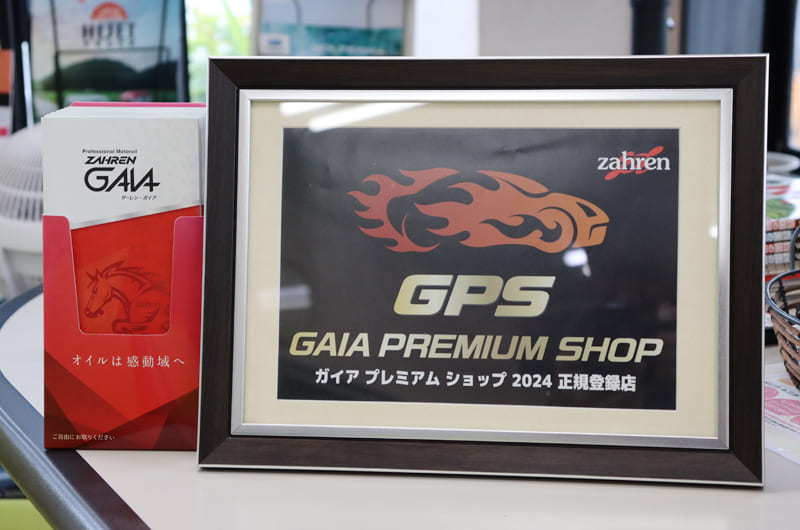 HIJET
Professional Motoroil
ZAHREN
GAIA
ザーレン・ガイア
オイルは感動域へ
ご自由にお取りください
zahren
GPS
GAIA PREMIUM SHOP
ガイア プレミアム ショップ 2024 正規登録店